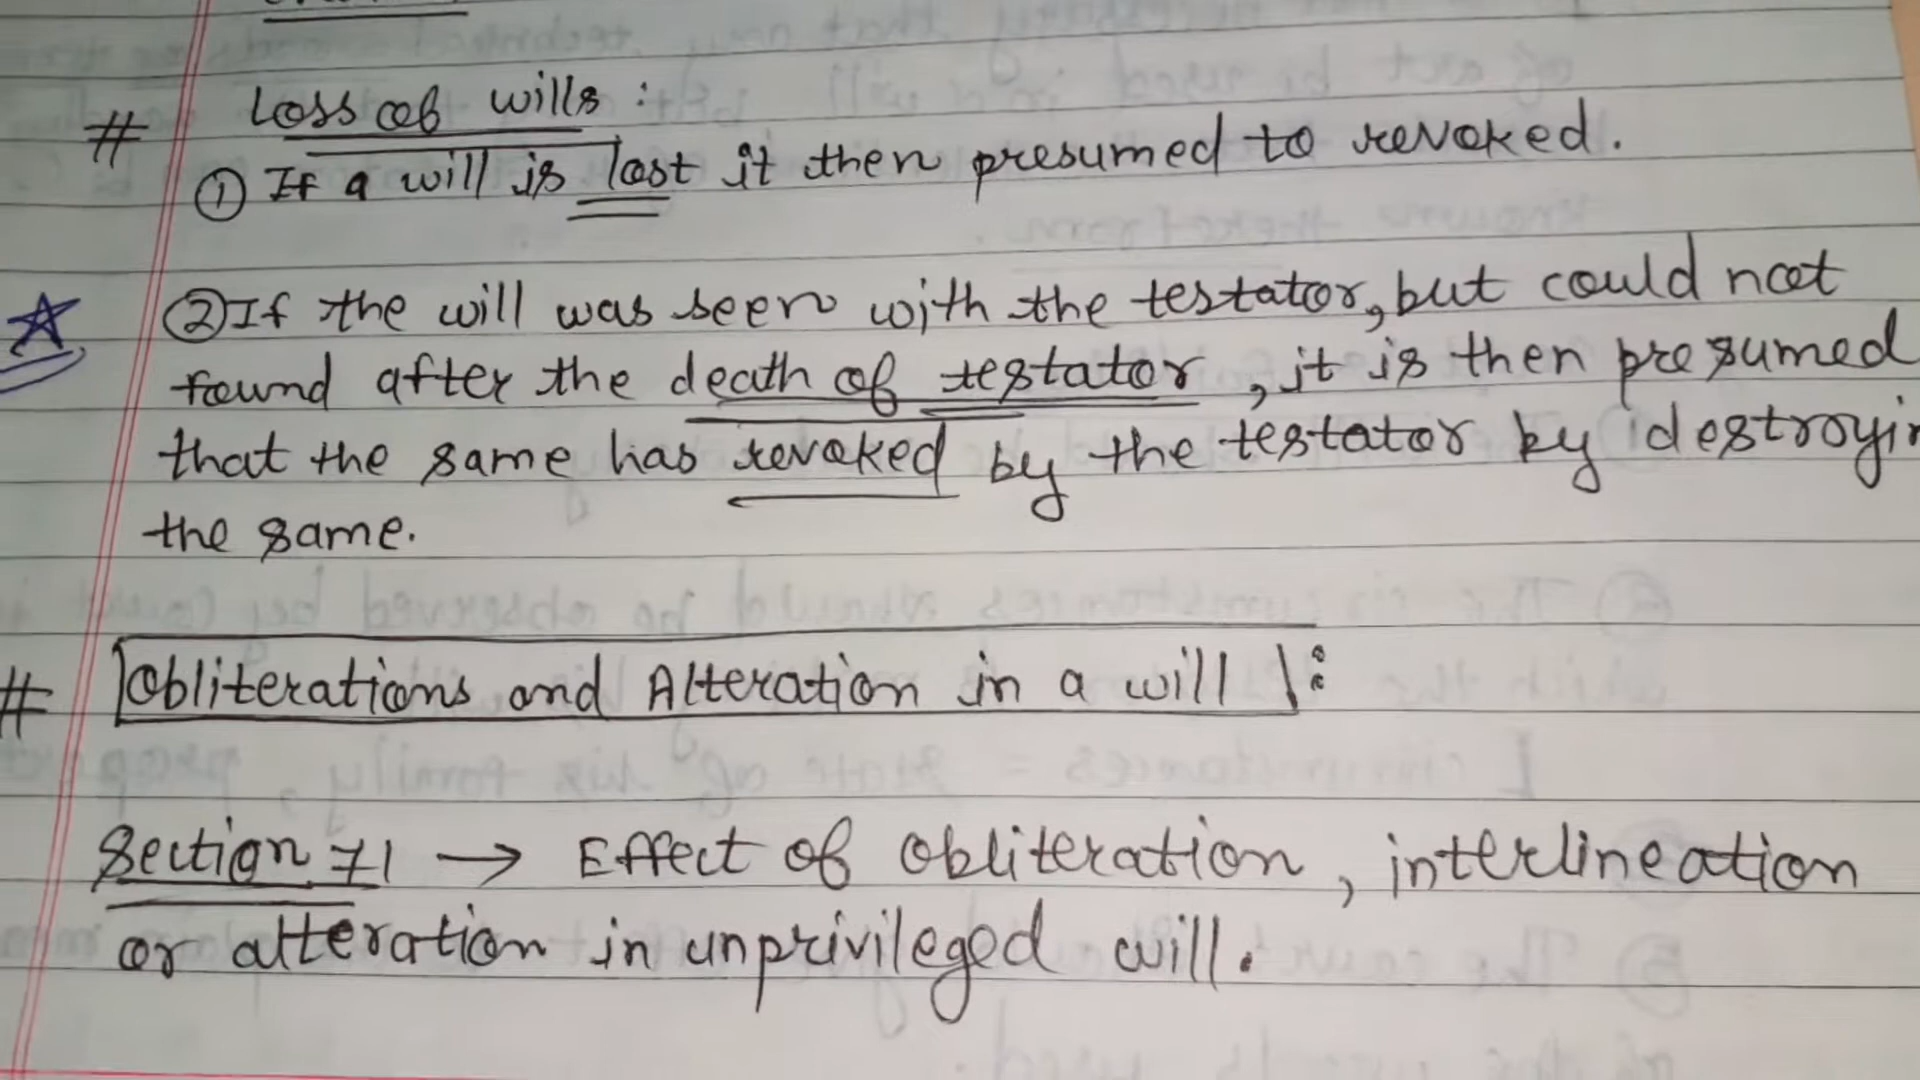 # Loss of wills :
① If a will is lost it then presumed to revoked.
② If the will was seen with the testator, but could not
found after the death of testator, it is then presumed
that the same has revoked by the testator by destroyin
the same.
# Obliterations and Alteration in a will :
Section 71 → Effect of obliteration, interlineation
or alteration in unprivileged will.